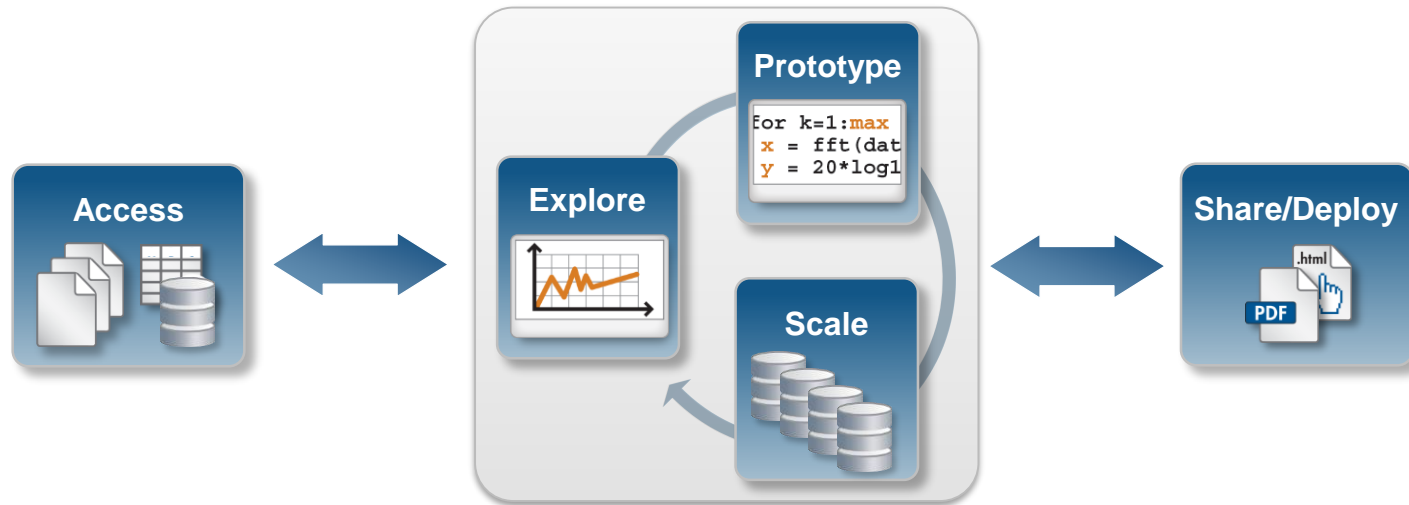 Access
Explore
Prototype
for k=1:max
x = fft(dat
y = 20*log1
Scale
Share/Deploy
.html
PDF